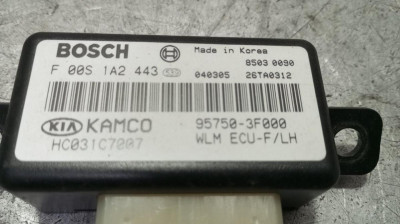 BOSCH Made in Korea
8503 0090
F 00S 1A2 443 040305 26TA0312
KIA KAMCO 95750-3F000
HC031C7007 WLM ECU-F/LH